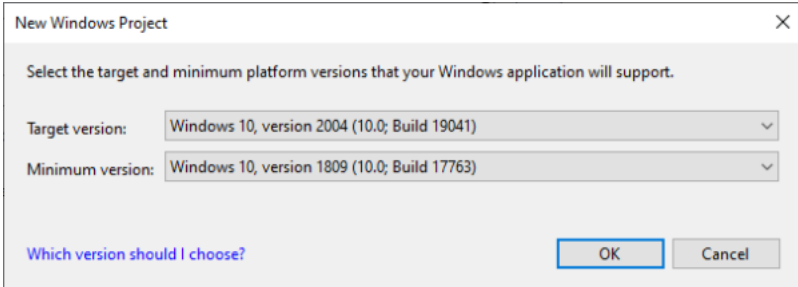 New Windows Project
Select the target and minimum platform versions that your Windows application will support.
Target version: Windows 10, version 2004 (10.0; Build 19041)
Minimum version: Windows 10, version 1809 (10.0; Build 17763)
Which version should I choose? OK Cancel